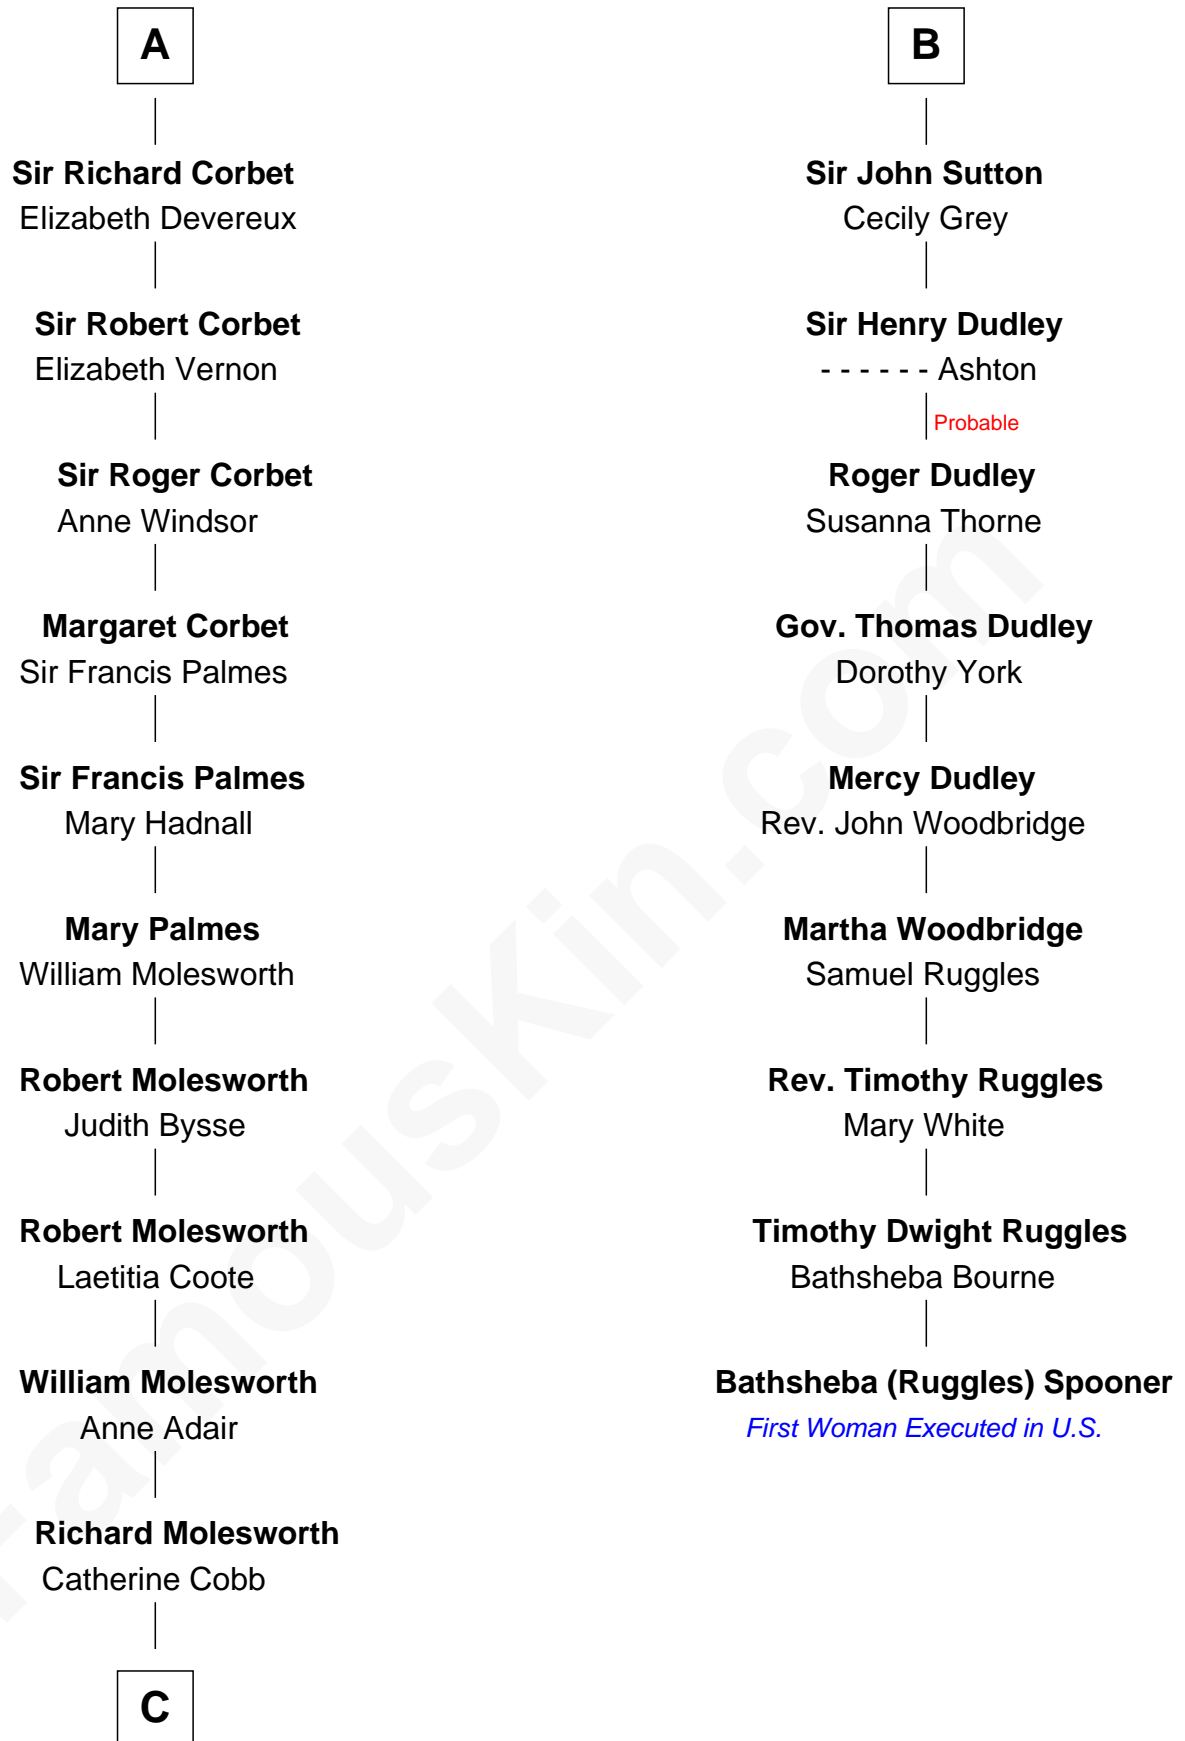 A
Sir Richard Corbet
Elizabeth Devereux
Sir Robert Corbet
Elizabeth Vernon
Sir Roger Corbet
Anne Windsor
Margaret Corbet
Sir Francis Palmes
Sir Francis Palmes
Mary Hadnall
Mary Palmes
William Molesworth
Robert Molesworth
Judith Bysse
Robert Molesworth
Laetitia Coote
William Molesworth
Anne Adair
Richard Molesworth
Catherine Cobb
C
B
Sir John Sutton
Cecily Grey
Sir Henry Dudley
- - - - - - Ashton
Probable
Roger Dudley
Susanna Thorne
Gov. Thomas Dudley
Dorothy York
Mercy Dudley
Rev. John Woodbridge
Martha Woodbridge
Samuel Ruggles
Rev. Timothy Ruggles
Mary White
Timothy Dwight Ruggles
Bathsheba Bourne
Bathsheba (Ruggles) Spooner
First Woman Executed in U.S.
FamousKin.com